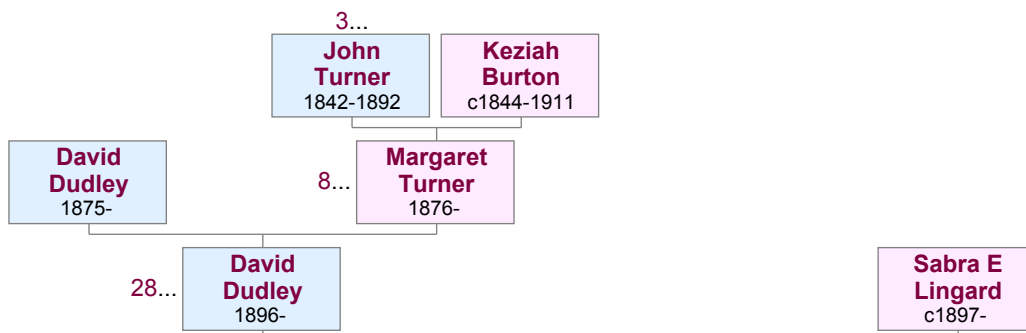 3...
John
Turner
1842-1892
Keziah
Burton
c1844-1911
David
Dudley
1875-
8...
Margaret
Turner
1876-
28...
David
Dudley
1896-
Sabra E
Lingard
c1897-